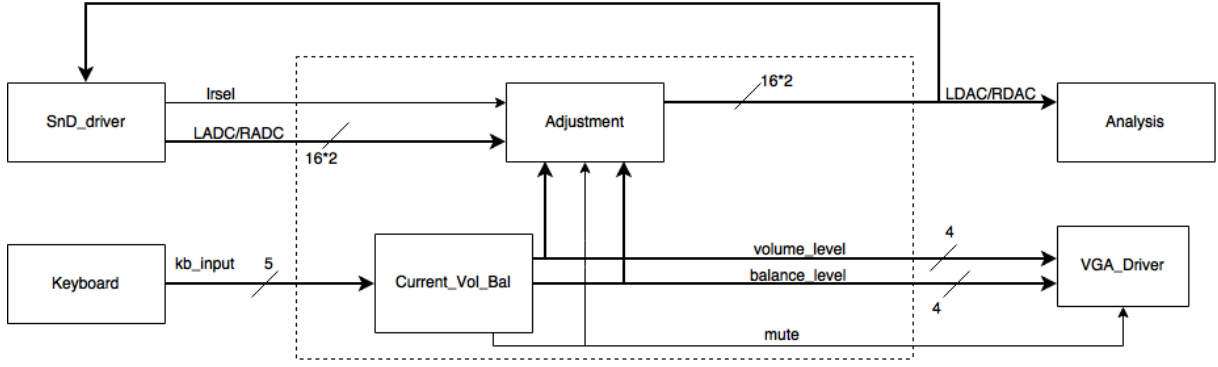 lrsel
16*2
LDAC/RDAC
SnD_driver
Adjustment
Analysis
LADC/RADC
16*2
kb_input
5
volume_level
4
Keyboard
Current_Vol_Bal
VGA_Driver
balance_level
4
mute